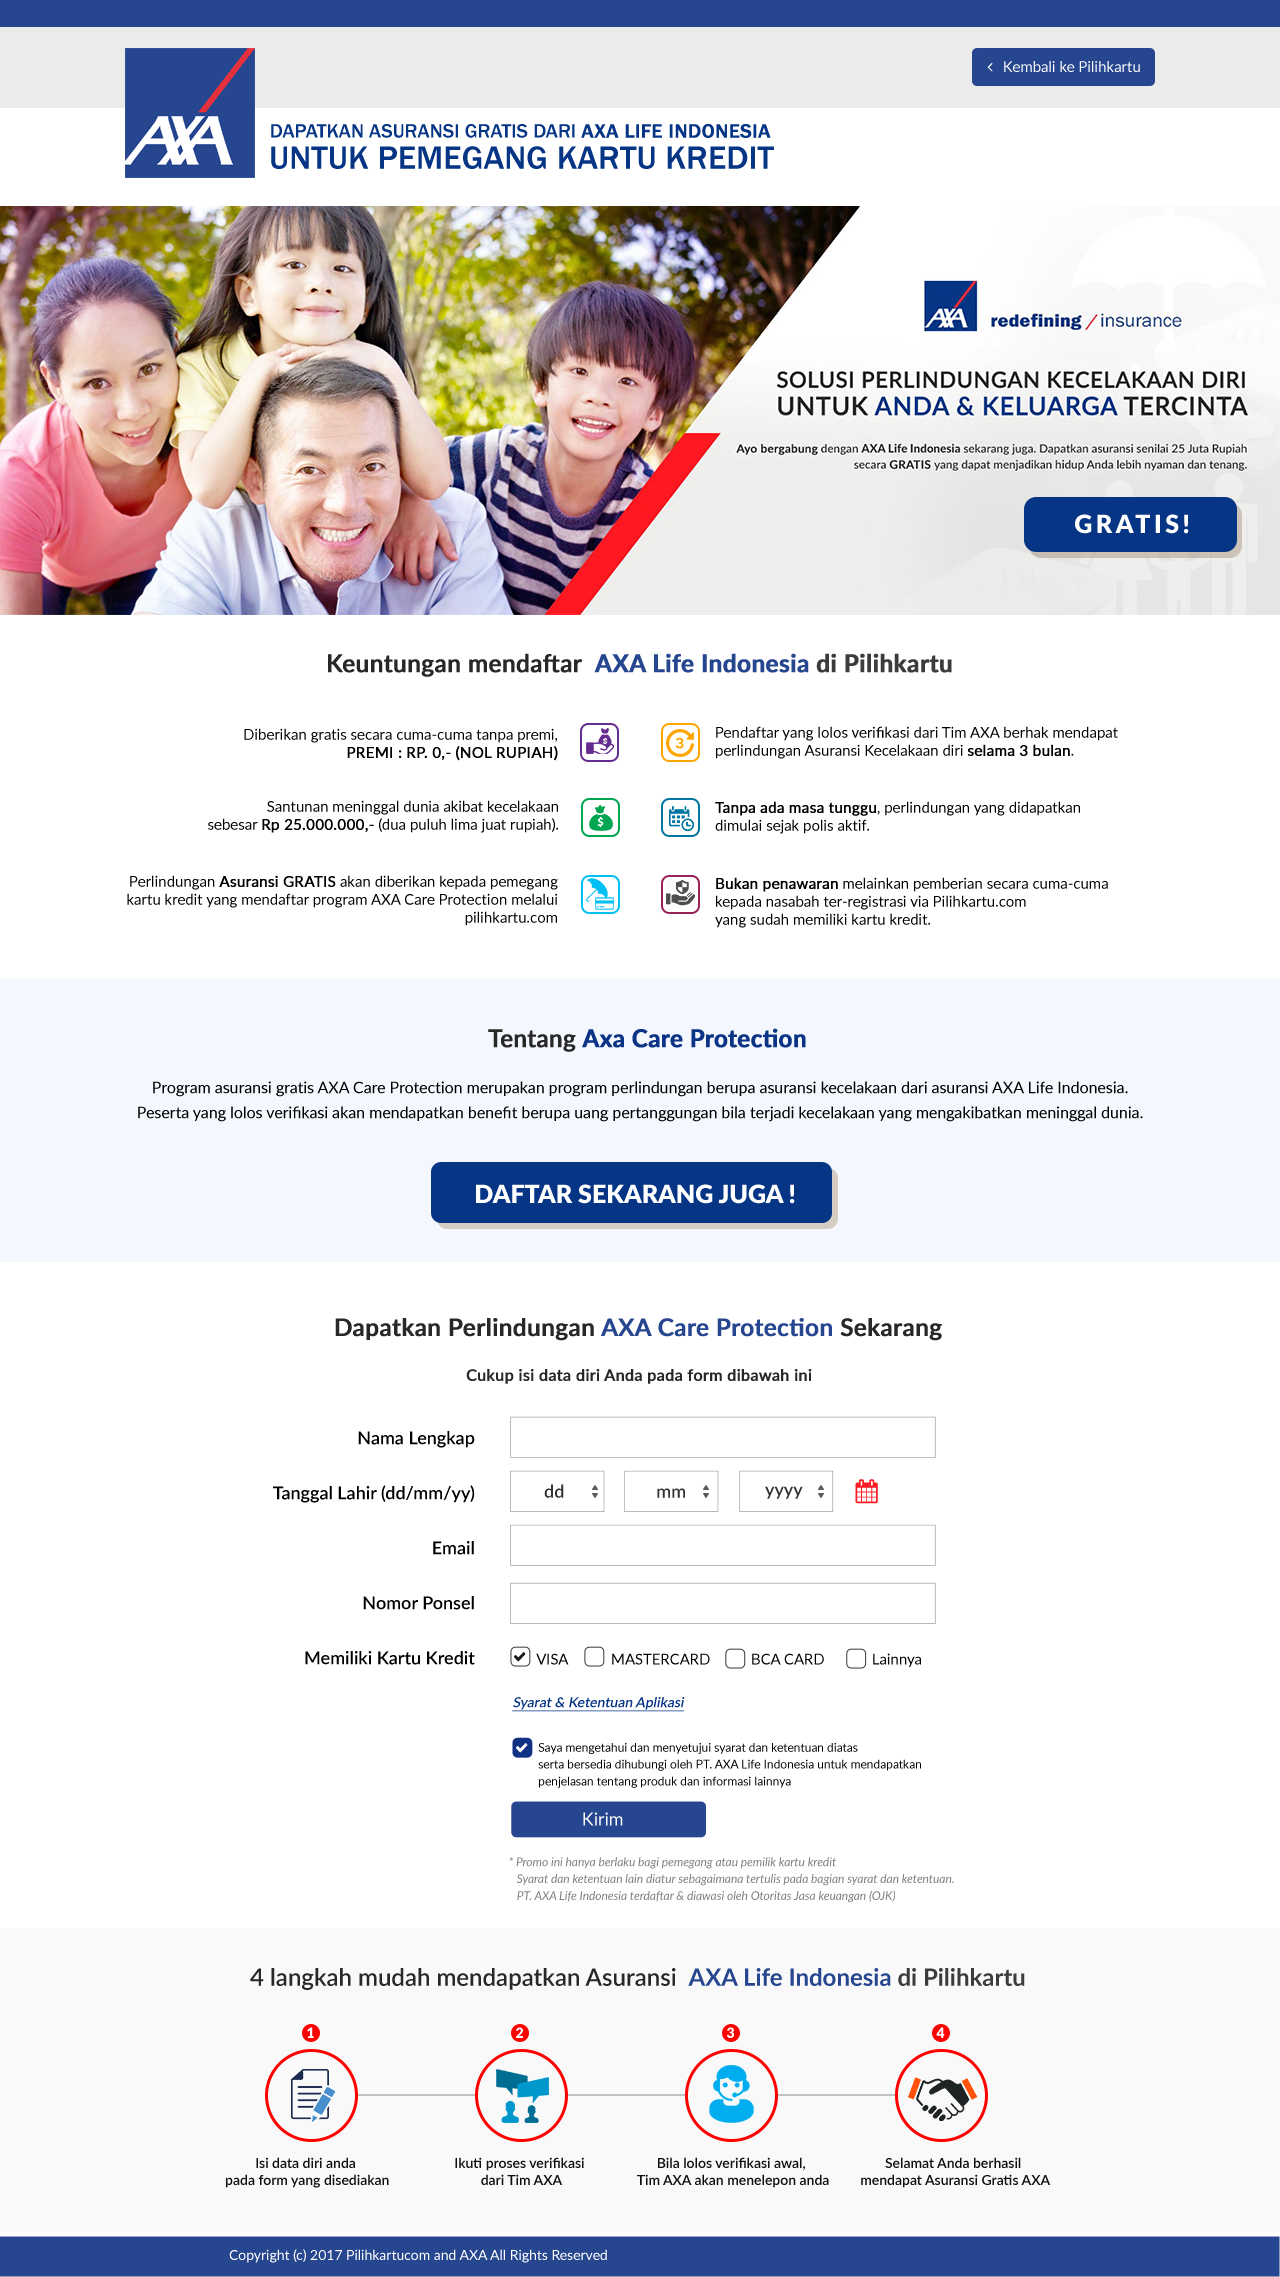 Kembali ke Pilihkartu
AXA
DAPATKAN ASURANSI GRATIS DARI AXA LIFE INDONESIA
UNTUK PEMEGANG KARTU KREDIT
AXA redefining / insurance
SOLUSI PERLINDUNGAN KECELAKAAN DIRI
UNTUK ANDA & KELUARGA TERCINTA
Ayo bergabung dengan AXA Life Indonesia sekarang juga. Dapatkan asuransi senilai 25 Juta Rupiah
secara GRATIS yang dapat menjadikan hidup Anda lebih nyaman dan tenang.
GRATIS!
Keuntungan mendaftar AXA Life Indonesia di Pilihkartu
Diberikan gratis secara cuma-cuma tanpa premi,
PREMI : RP. 0,- (NOL RUPIAH)
3
Pendaftar yang lolos verifikasi dari Tim AXA berhak mendapat
perlindungan Asuransi Kecelakaan diri selama 3 bulan.
Santunan meninggal dunia akibat kecelakaan
sebesar Rp 25.000.000,- (dua puluh lima juat rupiah).
Tanpa ada masa tunggu, perlindungan yang didapatkan
dimulai sejak polis aktif.
Perlindungan Asuransi GRATIS akan diberikan kepada pemegang
kartu kredit yang mendaftar program AXA Care Protection melalui
pilihkartu.com
Bukan penawaran melainkan pemberian secara cuma-cuma
kepada nasabah ter-registrasi via Pilihkartu.com
yang sudah memiliki kartu kredit.
Tentang Axa Care Protection
Program asuransi gratis AXA Care Protection merupakan program perlindungan berupa asuransi kecelakaan dari asuransi AXA Life Indonesia.
Peserta yang lolos verifikasi akan mendapatkan benefit berupa uang pertanggungan bila terjadi kecelakaan yang mengakibatkan meninggal dunia.
DAFTAR SEKARANG JUGA !
Dapatkan Perlindungan AXA Care Protection Sekarang
Cukup isi data diri Anda pada form dibawah ini
Nama Lengkap
Tanggal Lahir (dd/mm/yy) dd mm yyyy
Email
Nomor Ponsel
Memiliki Kartu Kredit VISA MASTERCARD BCA CARD Lainnya
Syarat & Ketentuan Aplikasi
Saya mengetahui dan menyetujui syarat dan ketentuan diatas
serta bersedia dihubungi oleh PT. AXA Life Indonesia untuk mendapatkan
penjelasan tentang produk dan informasi lainnya
Kirim
* Promo ini hanya berlaku bagi pemegang atau pemilik kartu kredit
Syarat dan ketentuan lain diatur sebagaimana tertulis pada bagian syarat dan ketentuan.
PT. AXA Life Indonesia terdaftar & diawasi oleh Otoritas Jasa keuangan (OJK)
4 langkah mudah mendapatkan Asuransi AXA Life Indonesia di Pilihkartu
1
Isi data diri anda
pada form yang disediakan
2
Ikuti proses verifikasi
dari Tim AXA
3
Bila lolos verifikasi awal,
Tim AXA akan menelepon anda
4
Selamat Anda berhasil
mendapat Asuransi Gratis AXA
Copyright (c) 2017 Pilihkartucom and AXA All Rights Reserved